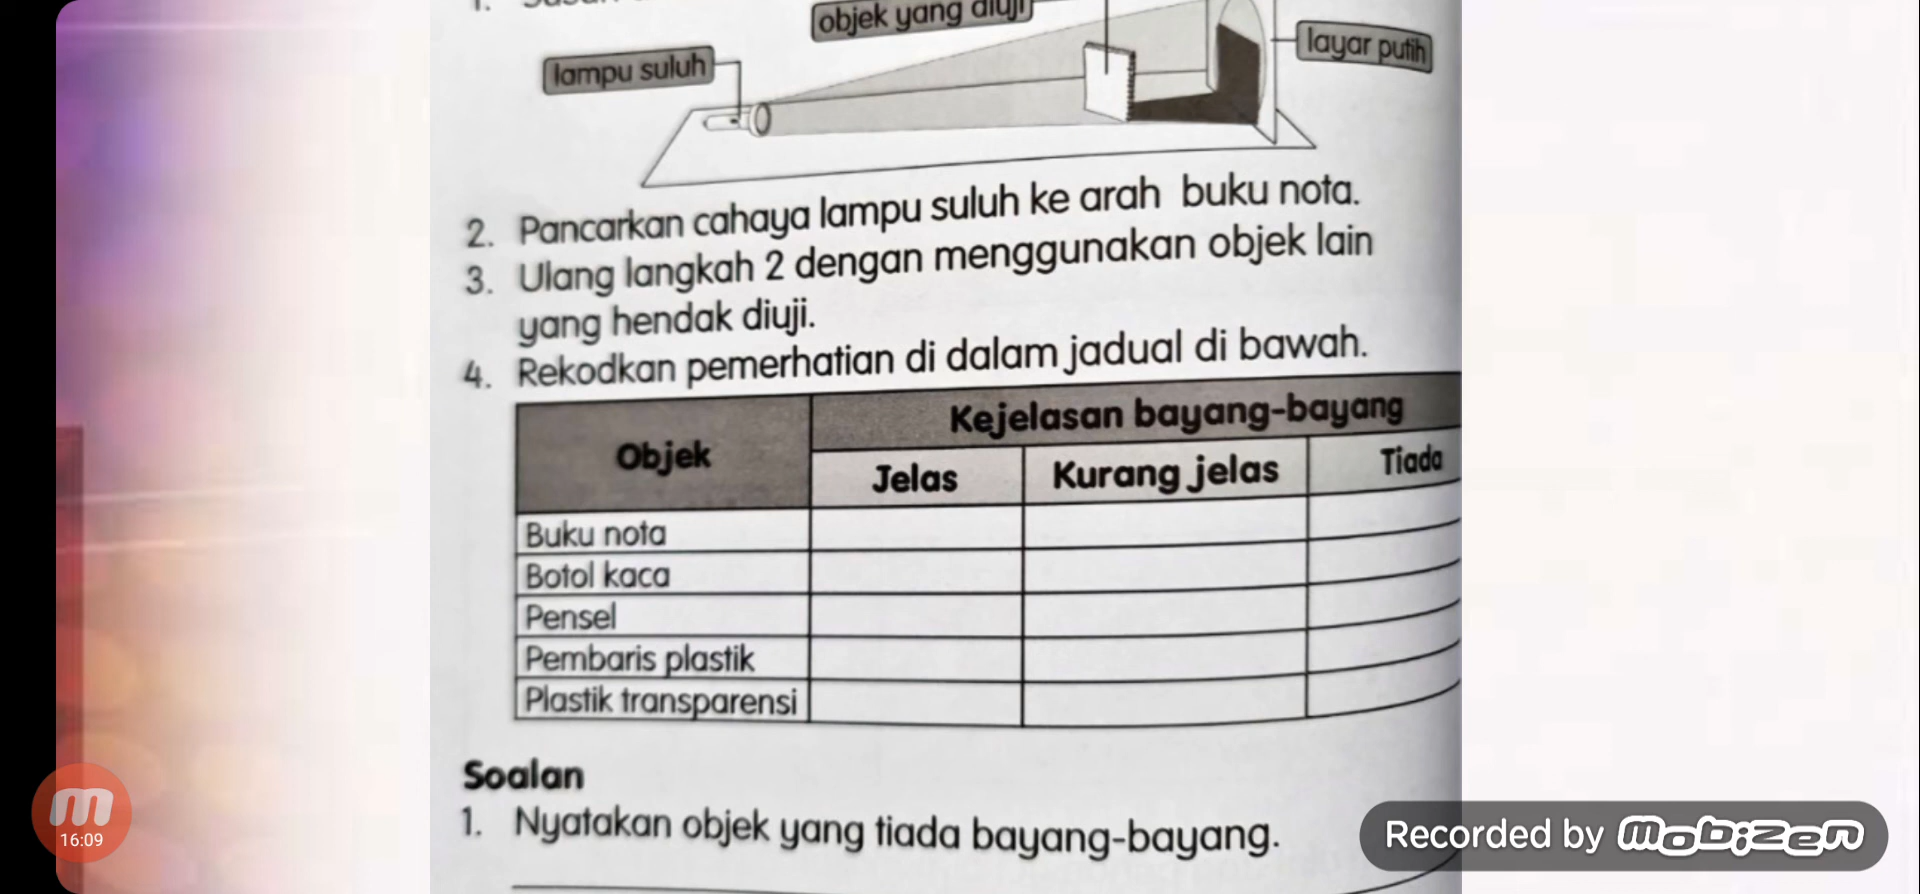 1.
objek yang diuji
layar putih
lampu suluh
2. Pancarkan cahaya lampu suluh ke arah buku nota.
3. Ulang langkah 2 dengan menggunakan objek lain
yang hendak diuji.
4. Rekodkan pemerhatian di dalam jadual di bawah.
Objek
Kejelasan bayang-bayang
Jelas
Kurang jelas
Tiada
Buku nota
Botol kaca
Pensel
Pembaris plastik
Plastik transparensi
Soalan
1. Nyatakan objek yang tiada bayang-bayang.
16:09
Recorded by mobizen